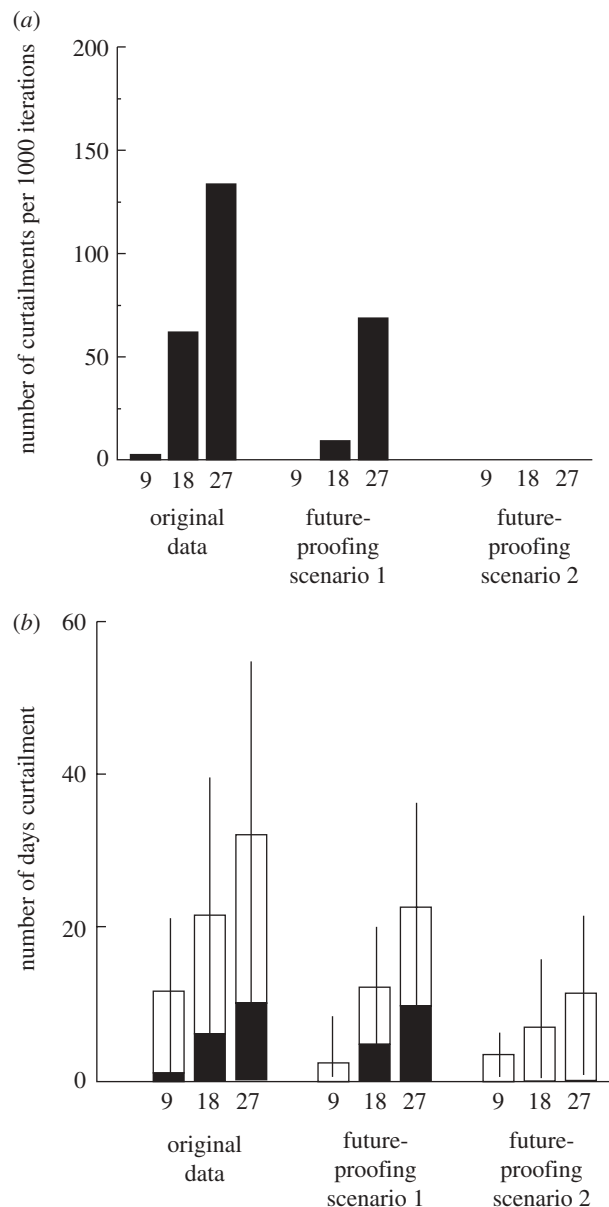 (a)
number of curtailments per 1000 iterations
200
150
100
50
0
9 18 27 9 18 27 9 18 27
original data
future-proofing scenario 1
future-proofing scenario 2
(b)
number of days curtailment
60
40
20
0
9 18 27 9 18 27 9 18 27
original data
future-proofing scenario 1
future-proofing scenario 2